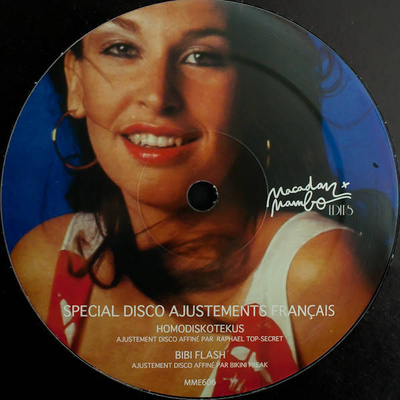 Macadam x
Mambo
EDITS
SPECIAL DISCO AJUSTEMENTS FRANÇAIS
HOMODISKOTEKUS
AJUSTEMENT DISCO AFFINÉ PAR RAPHAEL TOP-SECRET
BIBI FLASH
AJUSTEMENT DISCO AFFINÉ PAR BIKINI FREAK
MME606